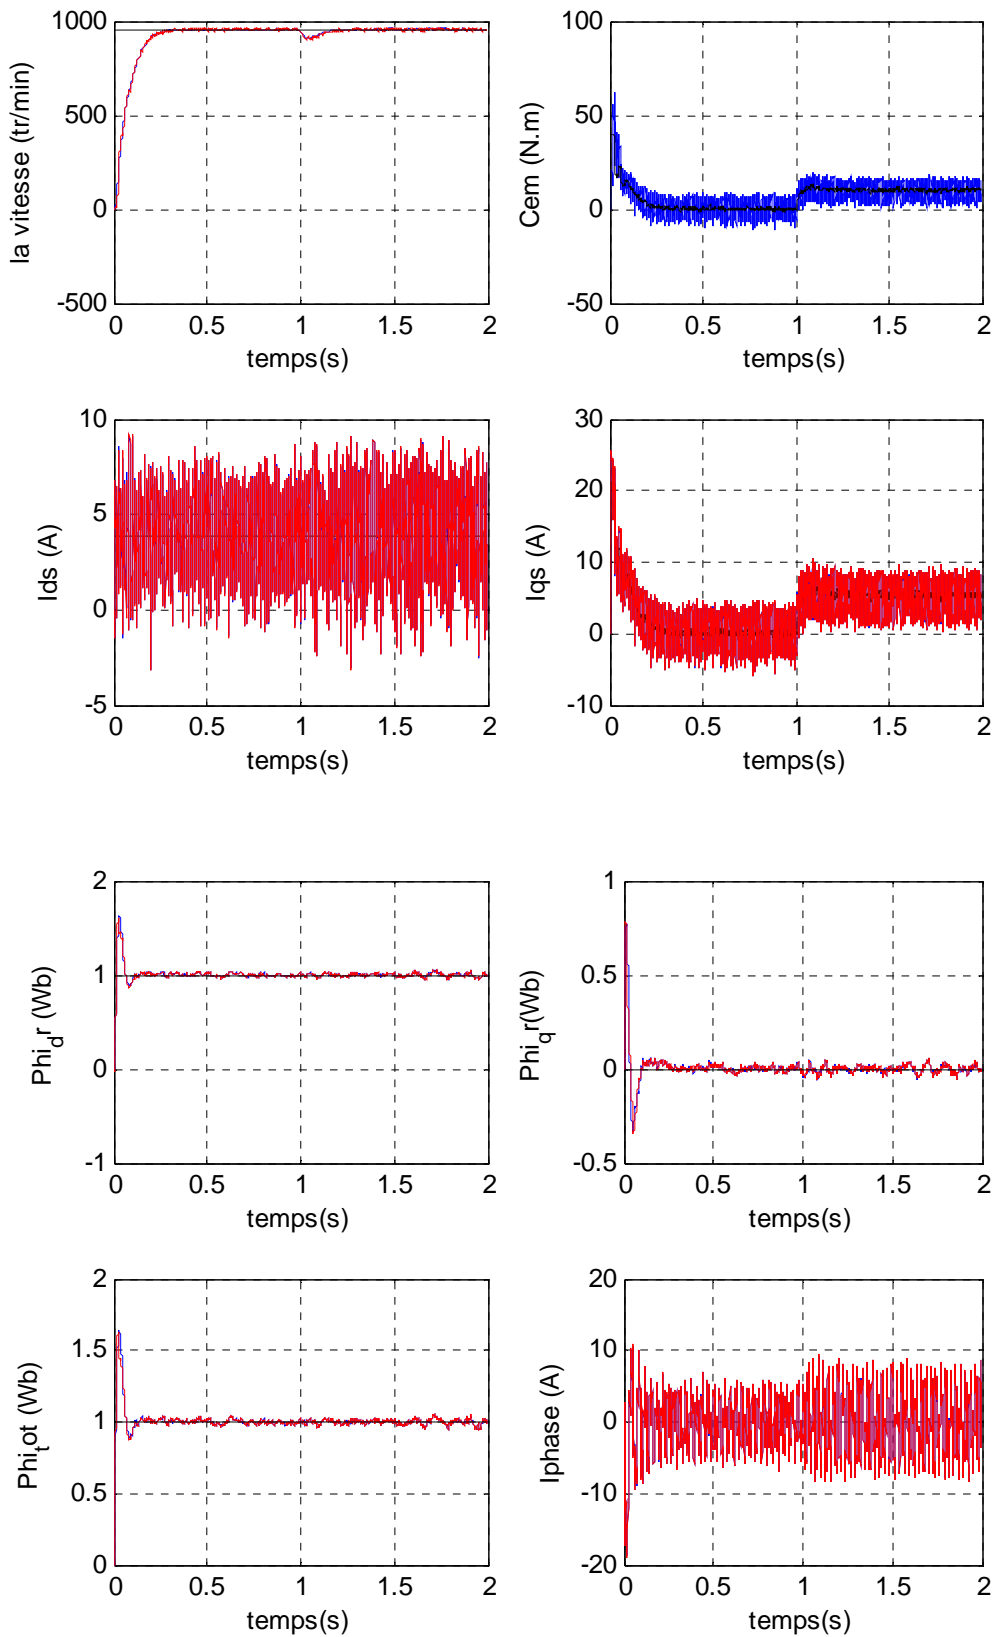 1000
500
0
-500
la vitesse (tr/min)
0 0.5 1 1.5 2
temps(s)
100
50
0
-50
Cem (N.m)
0 0.5 1 1.5 2
temps(s)
10
5
0
-5
Ids (A)
0 0.5 1 1.5 2
temps(s)
30
20
10
0
-10
Iqs (A)
0 0.5 1 1.5 2
temps(s)
2
1
0
-1
Phi_dr (Wb)
0 0.5 1 1.5 2
temps(s)
1
0.5
0
-0.5
Phi_qr(Wb)
0 0.5 1 1.5 2
temps(s)
2
1.5
1
0.5
0
Phi_tot (Wb)
0 0.5 1 1.5 2
temps(s)
20
10
0
-10
-20
Iphase (A)
0 0.5 1 1.5 2
temps(s)